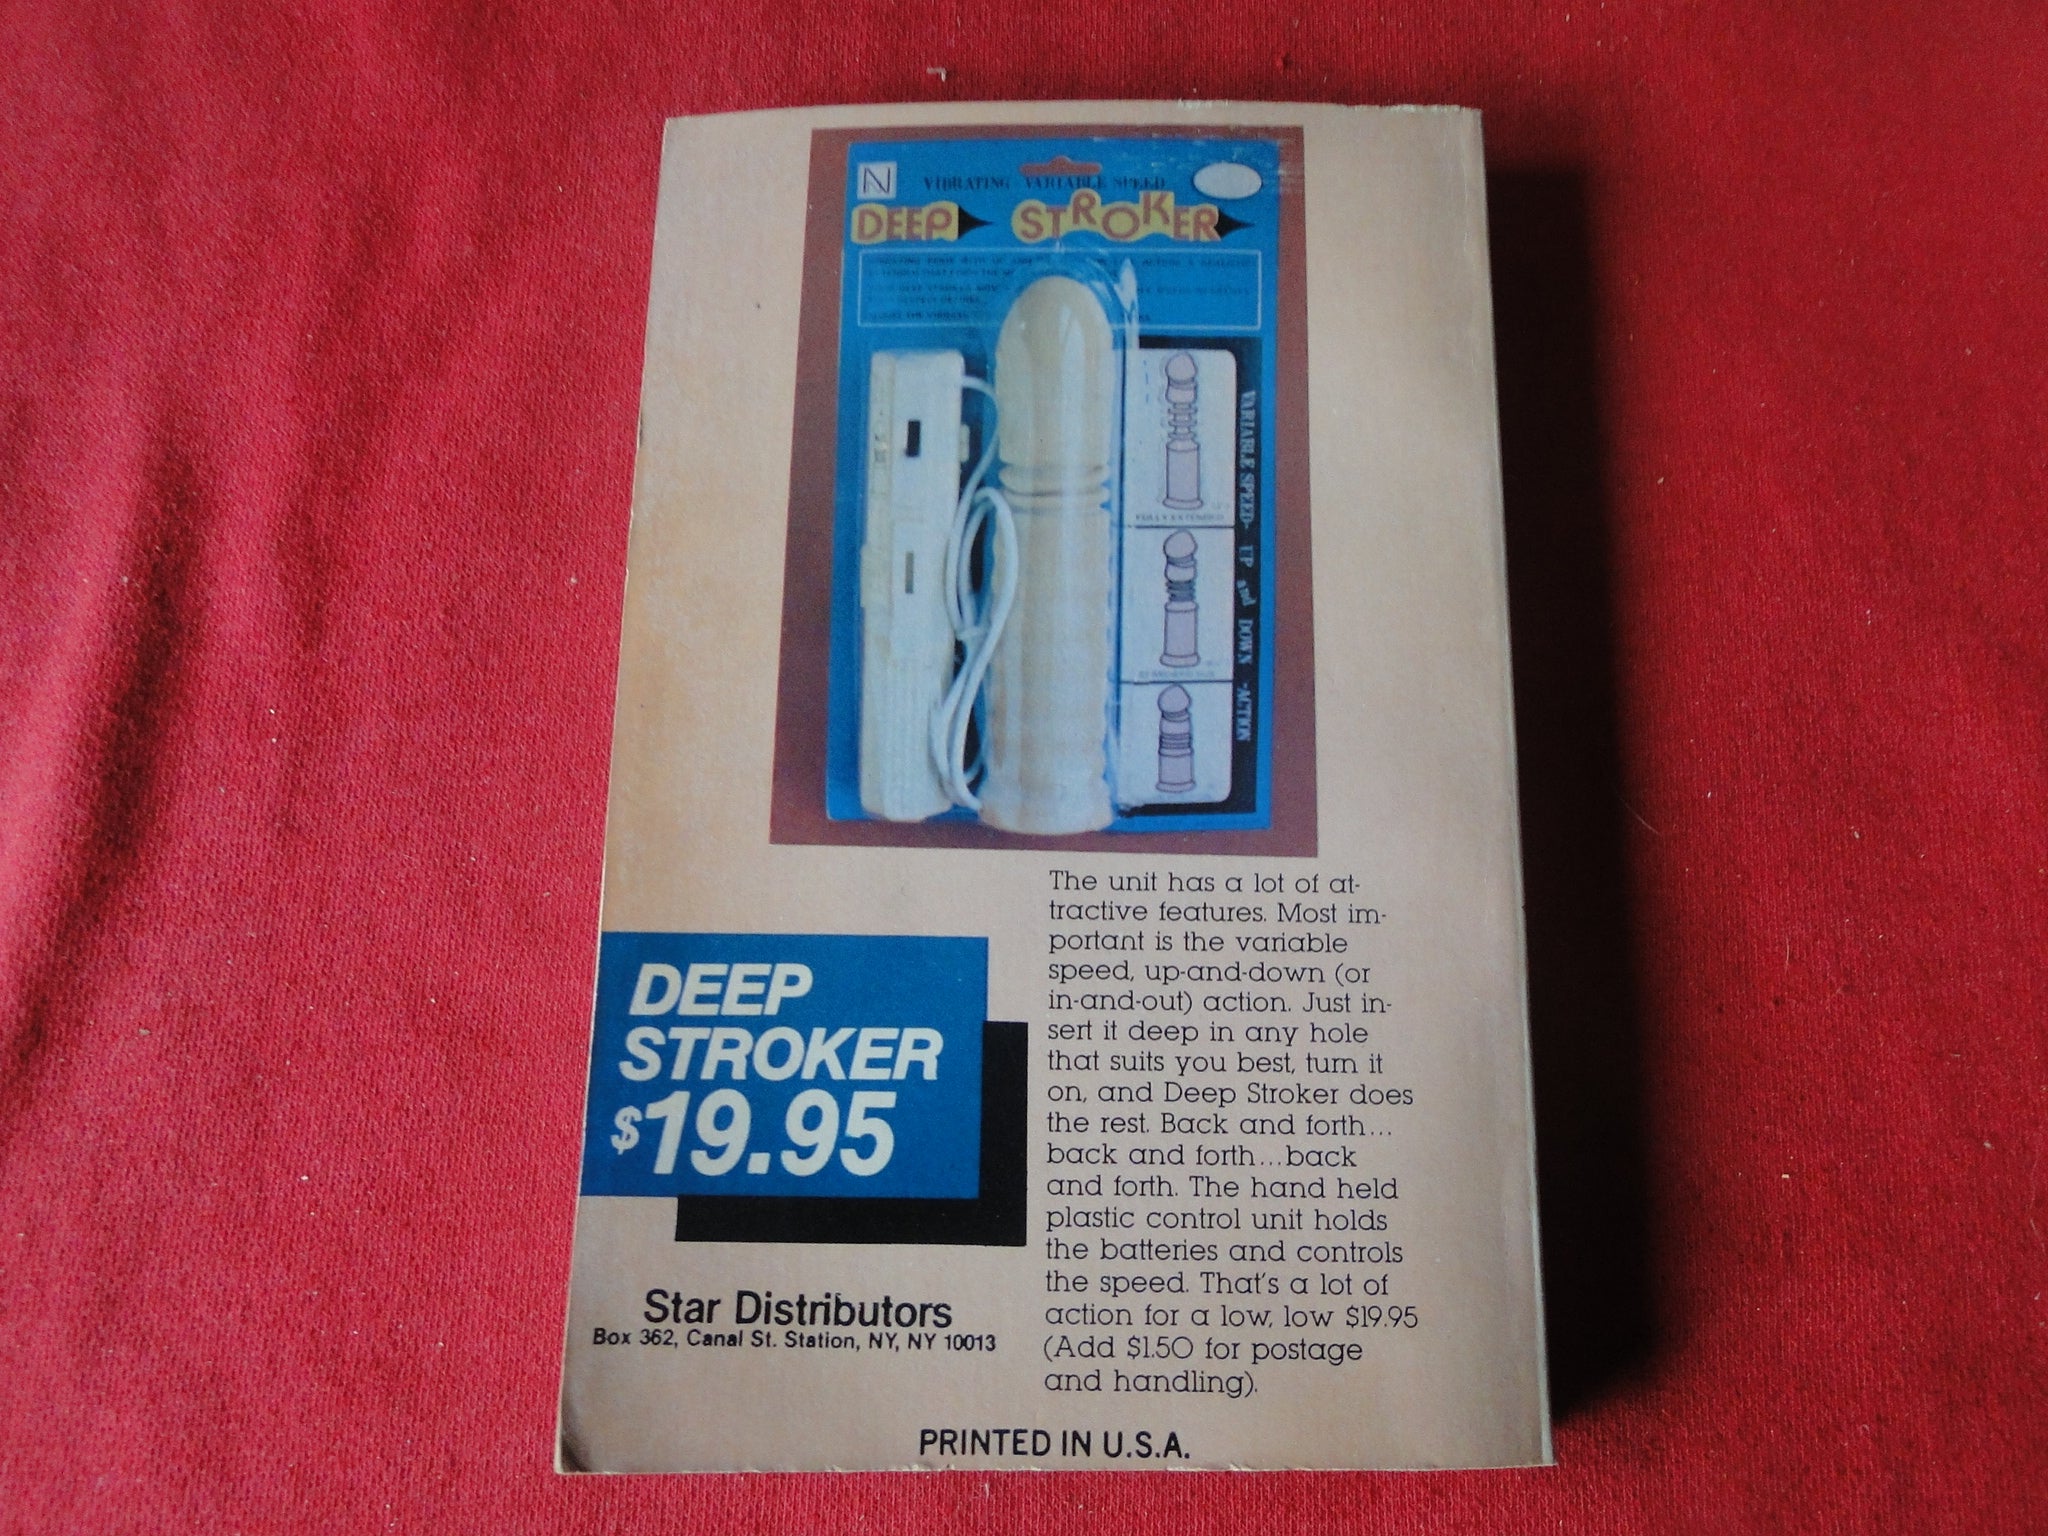 N
VIBRATING VARIABLE SPEED
DEEP STROKER
VARIABLE SPEED- UP and DOWN -ACTION
FULLY EXTENDED
The unit has a lot of at-
tractive features. Most im-
portant is the variable
speed, up-and-down (or
in-and-out) action. Just in-
sert it deep in any hole
that suits you best, turn it
on, and Deep Stroker does
the rest. Back and forth...
back and forth...back
and forth. The hand held
plastic control unit holds
the batteries and controls
the speed. That's a lot of
action for a low, low $19.95
(Add $1.50 for postage
and handling).
DEEP
STROKER
$19.95
Star Distributors
Box 362, Canal St. Station, NY, NY 10013
PRINTED IN U.S.A.